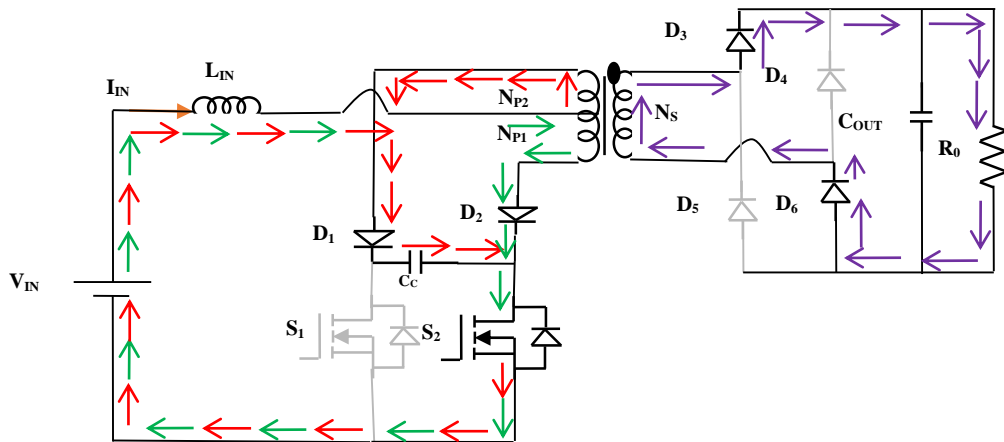 D3
D4
LIN
IIN
NP2
NP1
NS
COUT
R0
D1
D2
D5
D6
CC
VIN
S1
S2